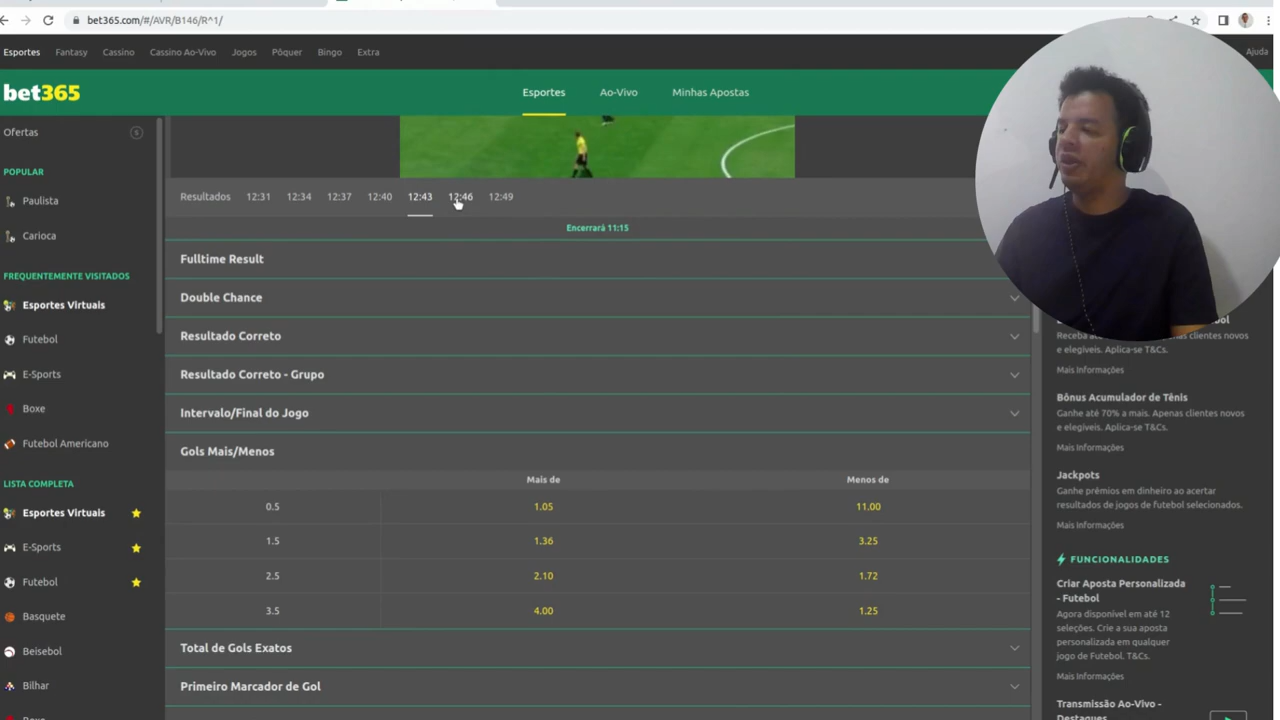 bet365.com/#/AVR/B146/R^1/
Esportes Fantasy Cassino Cassino Ao-Vivo Jogos Pôquer Bingo Extra Ajuda
bet365
Esportes Ao-Vivo Minhas Apostas
Ofertas
POPULAR
Paulista
Carioca
FREQUENTEMENTE VISITADOS
Esportes Virtuais
Futebol
E-Sports
Boxe
Futebol Americano
LISTA COMPLETA
Esportes Virtuais
E-Sports
Futebol
Basquete
Beisebol
Bilhar
Boxe
Resultados 12:31 12:34 12:37 12:40 12:43 12:46 12:49
Encerrará 11:15
Fulltime Result
Double Chance
Resultado Correto
Resultado Correto - Grupo
Intervalo/Final do Jogo
Gols Mais/Menos
Mais de Menos de
0.5 1.05 11.00
1.5 1.36 3.25
2.5 2.10 1.72
3.5 4.00 1.25
Total de Gols Exatos
Primeiro Marcador de Gol
e elegíveis. Aplica-se T&Cs.
Mais Informações
Bônus Acumulador de Tênis
Ganhe até 70% a mais. Apenas clientes novos
e elegíveis. Aplica-se T&Cs.
Mais Informações
Jackpots
Ganhe prêmios em dinheiro ao acertar
resultados de jogos de futebol selecionados.
Mais Informações
FUNCIONALIDADES
Criar Aposta Personalizada
- Futebol
Agora disponível em até 12
seleções. Crie a sua aposta
personalizada em qualquer
jogo de Futebol. T&Cs.
Mais Informações
Transmissão Ao-Vivo -
Destaques